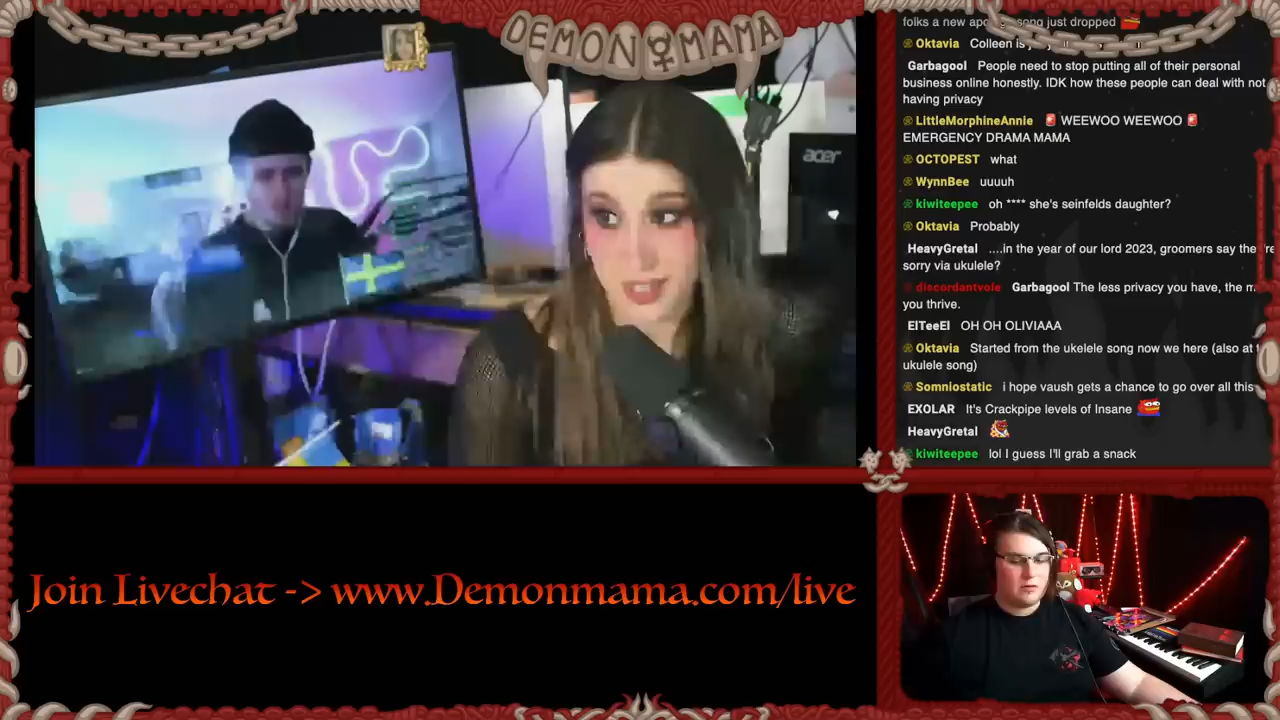 DEMON MAMA
acer
folks a new
song just dropped
Oktavia Colleen is
Garbagool People need to stop putting all of their personal
business online honestly. IDK how these people can deal with not
having privacy
LittleMorphineAnnie WEEWOO WEEWOO
EMERGENCY DRAMA MAMA
OCTOPEST what
WynnBee uuuuh
kiwiteepee oh **** she's seinfelds daughter?
Oktavia Probably
HeavyGretal ....in the year of our lord 2023, groomers say
sorry via ukulele?
discordantvole Garbagool The less privacy you have, the
you thrive.
ElTeeEl OH OH OLIVIAAA
Oktavia Started from the ukelele song now we here (also at
ukulele song)
Somniostatic i hope vaush gets a chance to go over all this
EXOLAR It's Crackpipe levels of Insane
HeavyGretal
kiwiteepee lol I guess I'll grab a snack
Join Livechat -> www.Demonmama.com/live